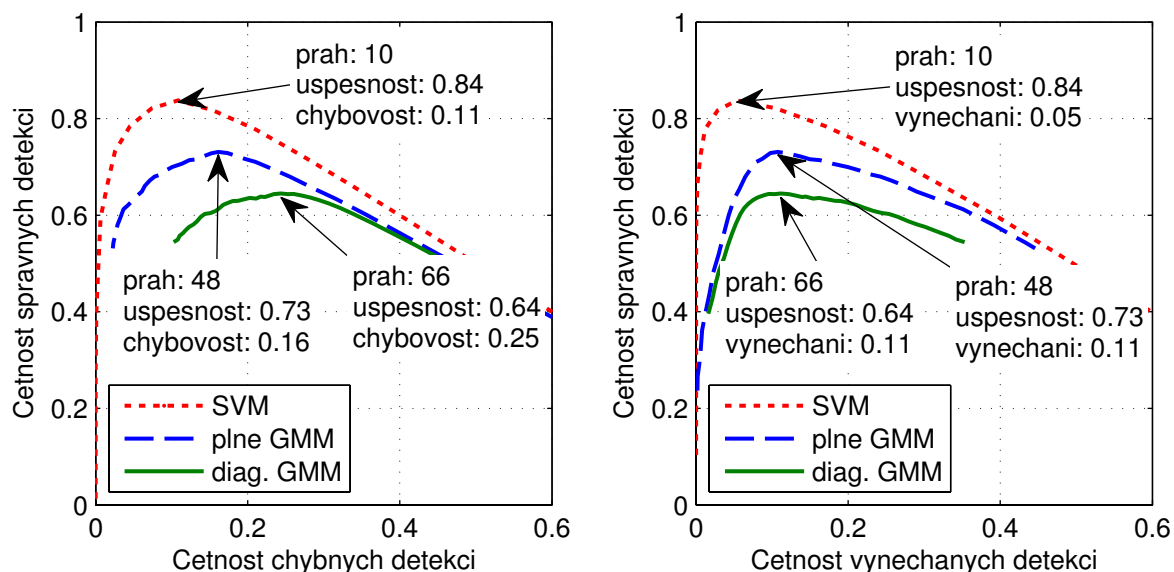 1
0.8
0.6
0.4
0.2
0
0
0.2
0.4
0.6
Cetnost spravnych detekci
Cetnost chybnych detekci
prah: 10
uspesnost: 0.84
chybovost: 0.11
prah: 48
uspesnost: 0.73
chybovost: 0.16
prah: 66
uspesnost: 0.64
chybovost: 0.25
SVM
plne GMM
diag. GMM
1
0.8
0.6
0.4
0.2
0
0
0.2
0.4
0.6
Cetnost spravnych detekci
Cetnost vynechanych detekci
prah: 10
uspesnost: 0.84
vynechani: 0.05
prah: 66
uspesnost: 0.64
vynechani: 0.11
prah: 48
uspesnost: 0.73
vynechani: 0.11
SVM
plne GMM
diag. GMM